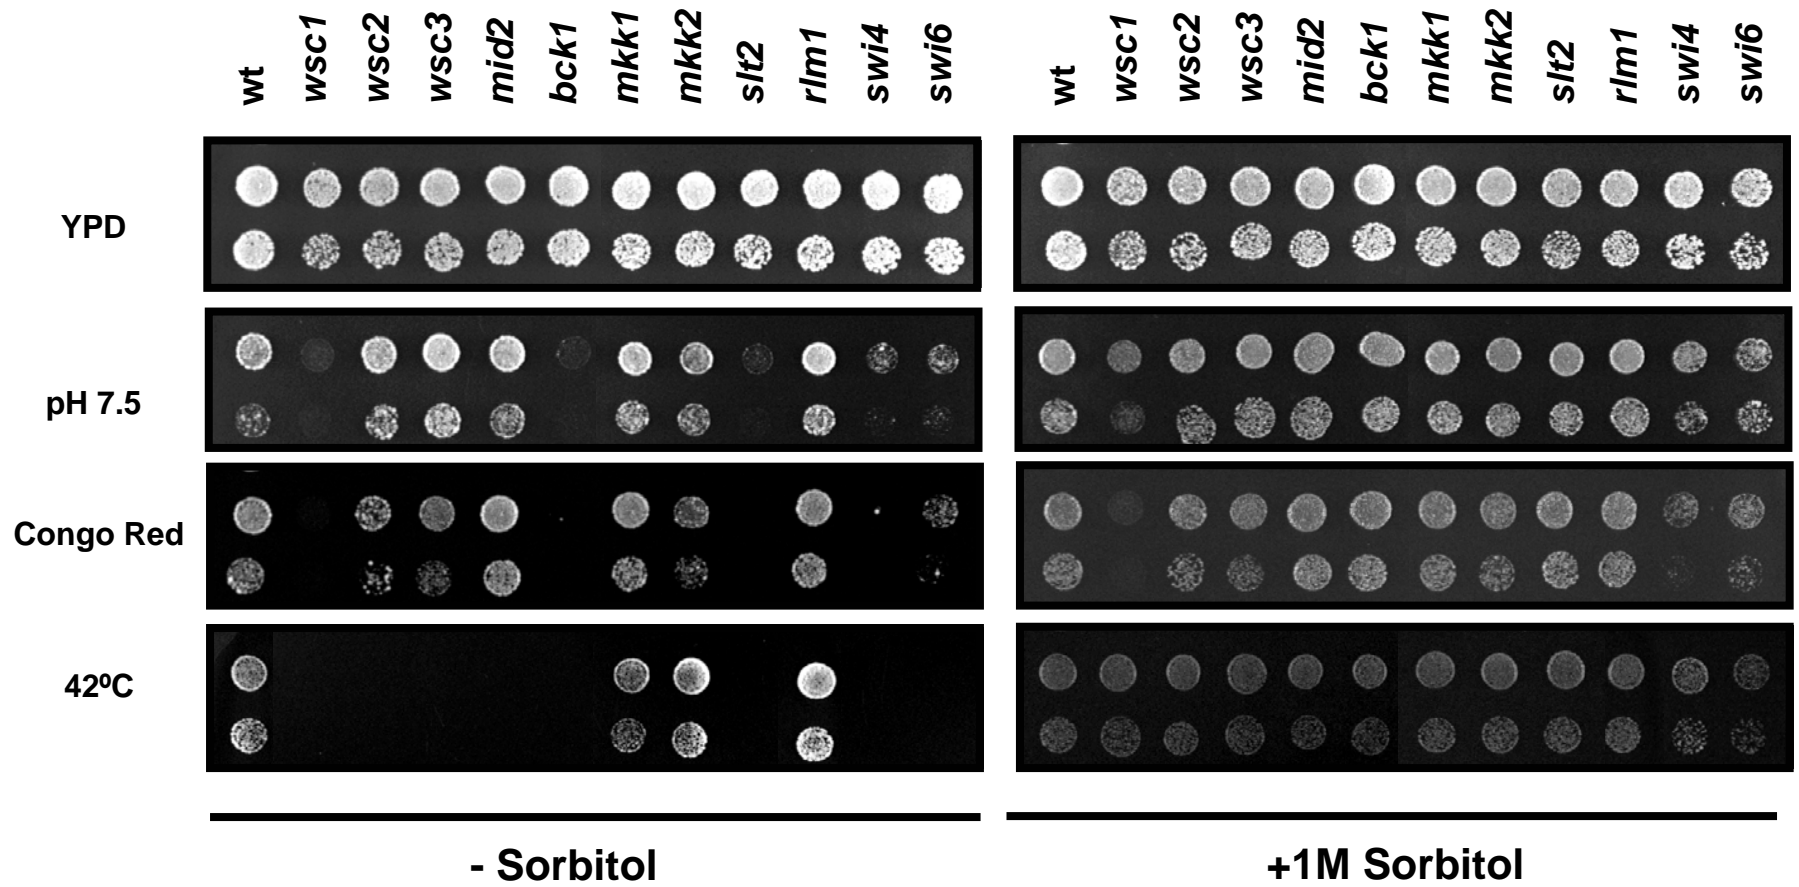 wt wsc1 wsc2 wsc3 mid2 bck1 mkk1 mkk2 slt2 rlm1 swi4 swi6 wt wsc1 wsc2 wsc3 mid2 bck1 mkk1 mkk2 slt2 rlm1 swi4 swi6
YPD
pH 7.5
Congo Red
42ºC
- Sorbitol +1M Sorbitol